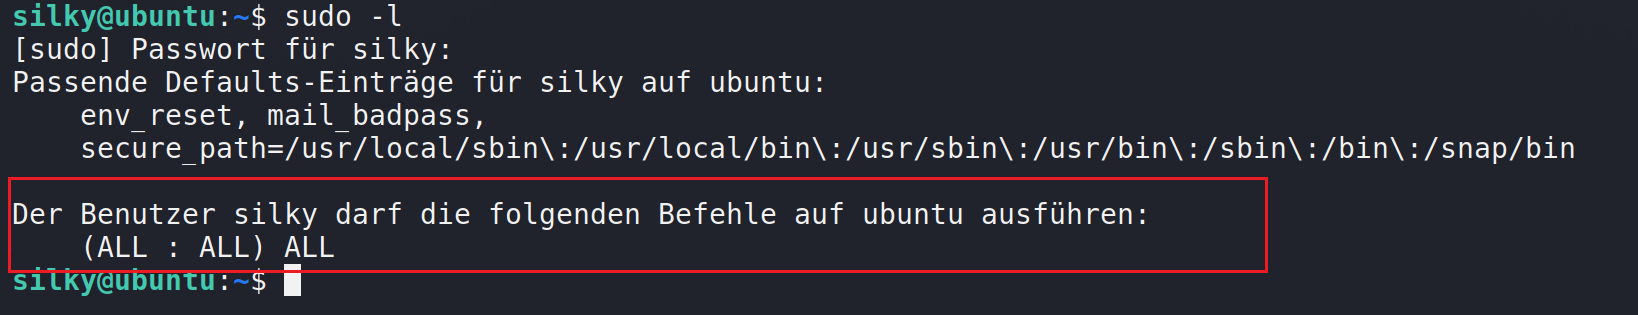 silky@ubuntu:~$ sudo -l
[sudo] Passwort für silky:
Passende Defaults-Einträge für silky auf ubuntu:
    env_reset, mail_badpass,
    secure_path=/usr/local/sbin\:/usr/local/bin\:/usr/sbin\:/usr/bin\:/sbin\:/bin\:/snap/bin
Der Benutzer silky darf die folgenden Befehle auf ubuntu ausführen:
    (ALL : ALL) ALL
silky@ubuntu:~$